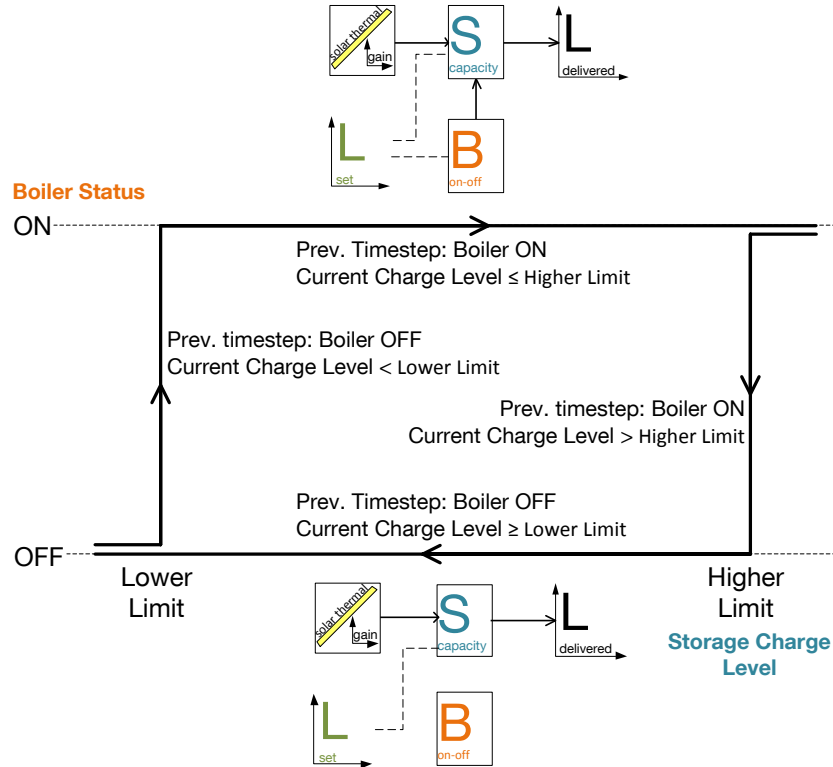 solar thermal
gain
S
capacity
L
delivered
L
set
B
on-off
Boiler Status
ON
Prev. Timestep: Boiler ON
Current Charge Level ≤ Higher Limit
Prev. timestep: Boiler OFF
Current Charge Level < Lower Limit
Prev. timestep: Boiler ON
Current Charge Level > Higher Limit
Prev. Timestep: Boiler OFF
Current Charge Level ≥ Lower Limit
OFF
Lower
Limit
Higher
Limit
Storage Charge
Level
solar thermal
gain
S
capacity
L
delivered
L
set
B
on-off